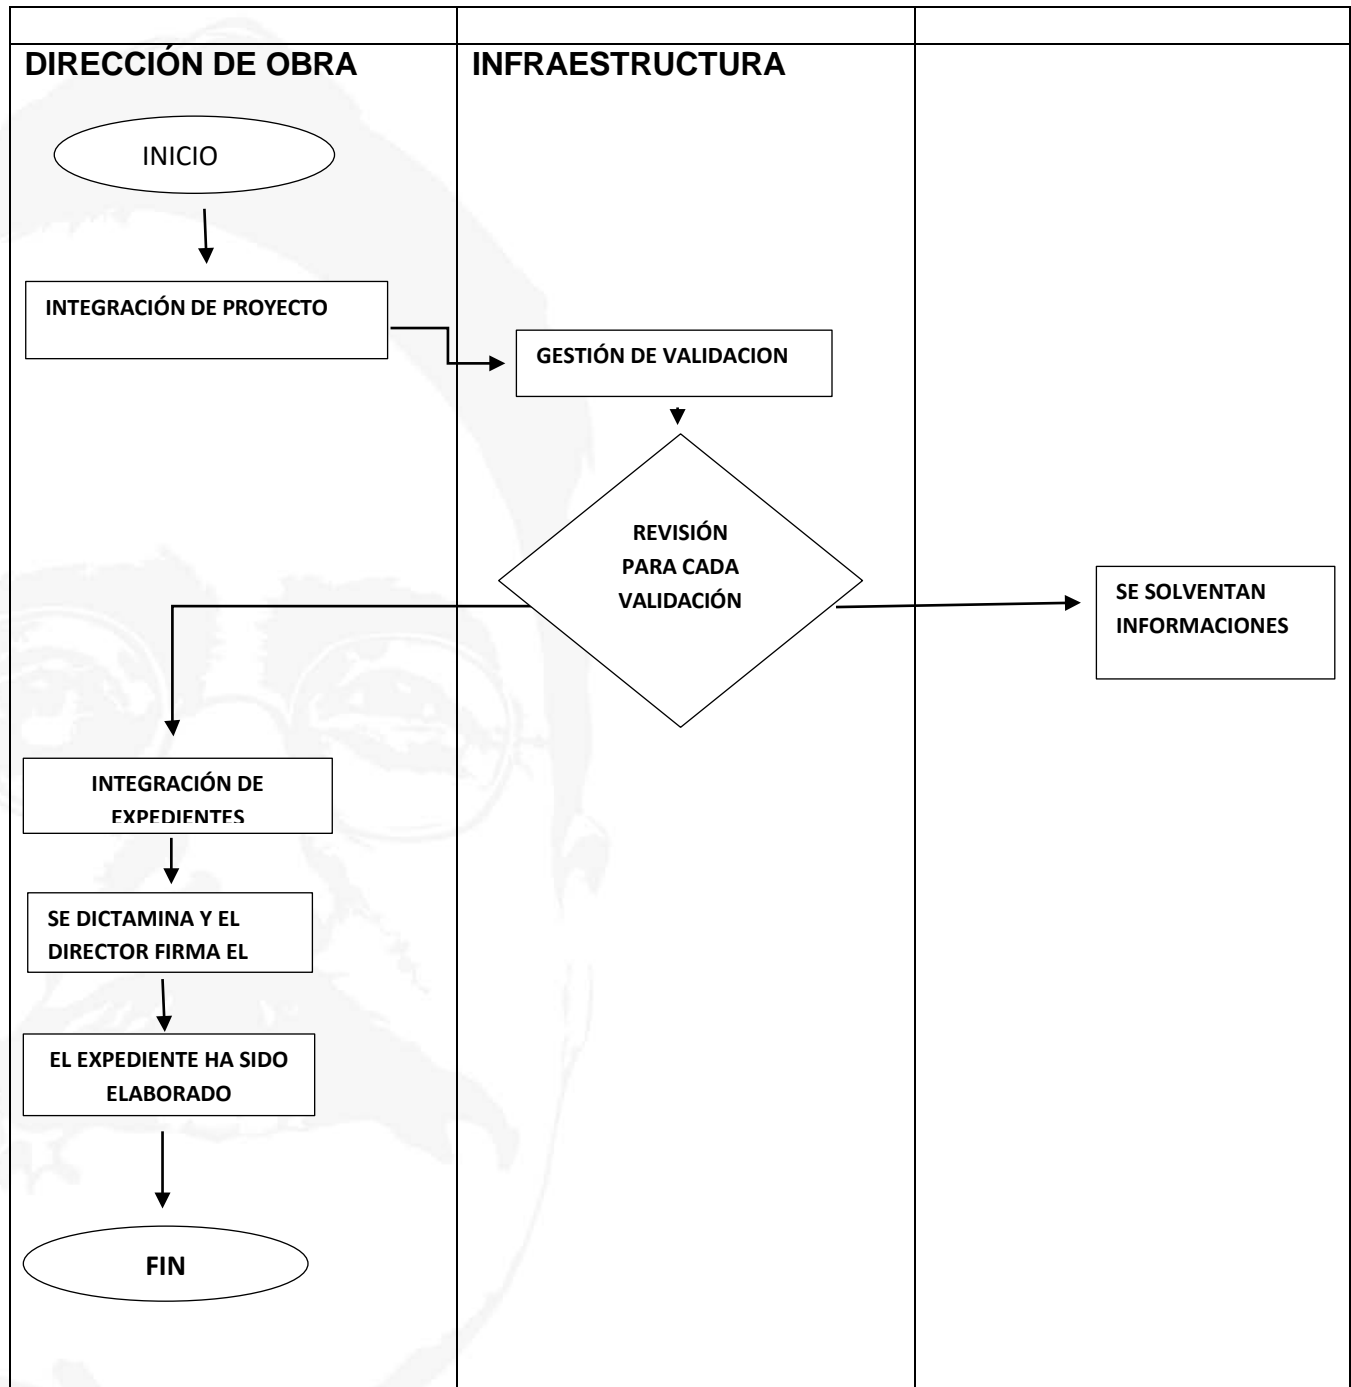 DIRECCIÓN DE OBRA
INFRAESTRUCTURA
INICIO
INTEGRACIÓN DE PROYECTO
GESTIÓN DE VALIDACION
REVISIÓN
PARA CADA
VALIDACIÓN
SE SOLVENTAN
INFORMACIONES
INTEGRACIÓN DE
EXPEDIENTES
SE DICTAMINA Y EL
DIRECTOR FIRMA EL
EL EXPEDIENTE HA SIDO
ELABORADO
FIN